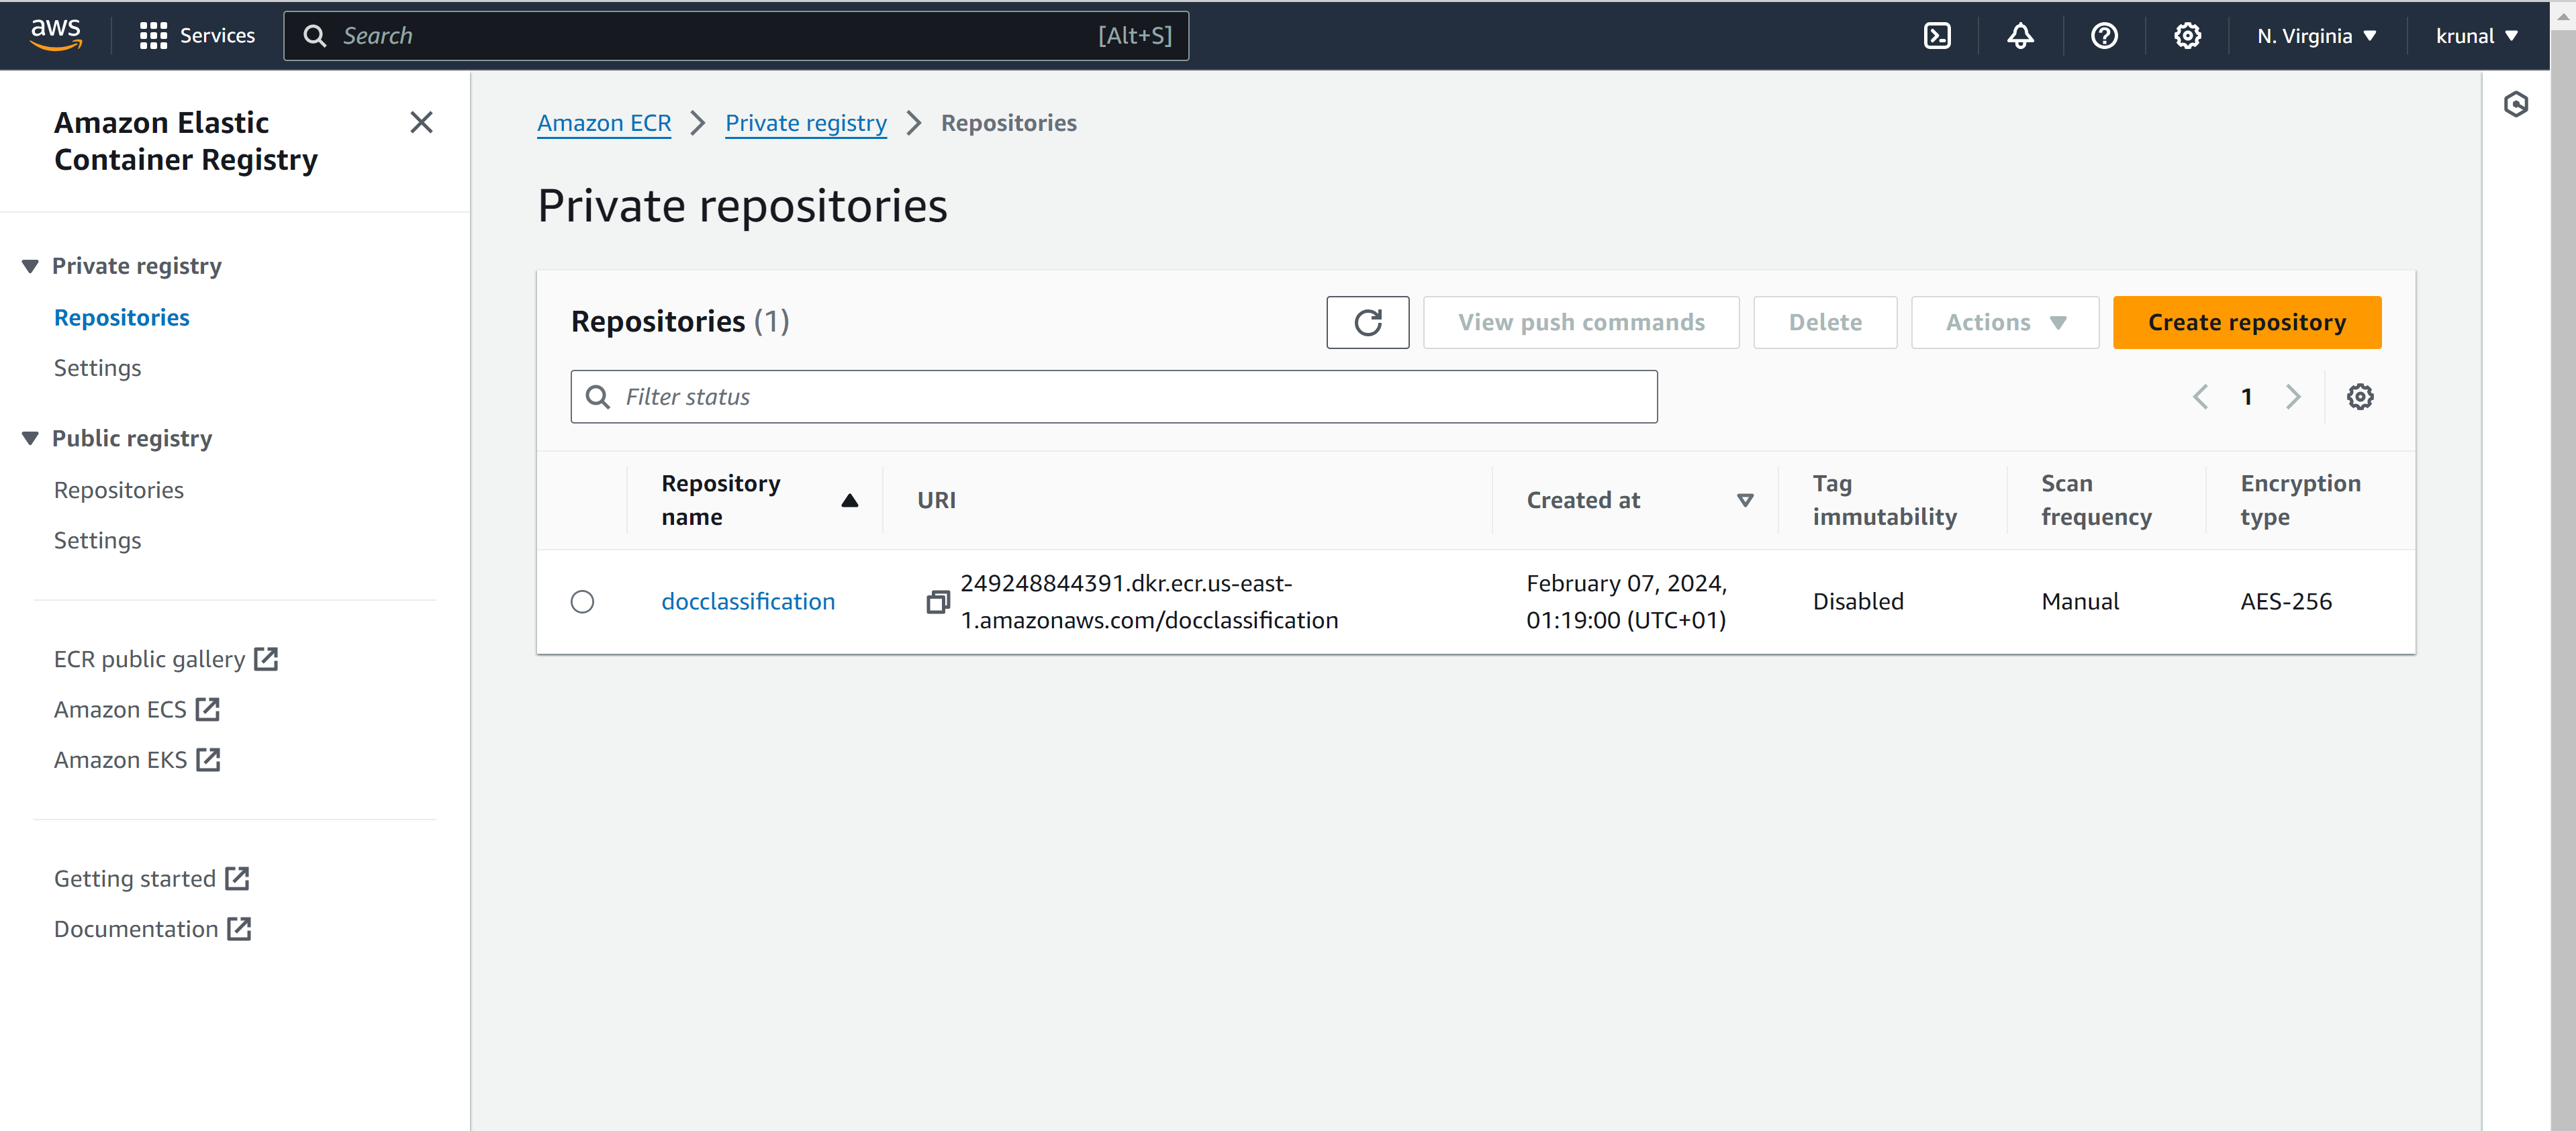 aws
Services
Search
[Alt+S]
N. Virginia
krunal
Amazon Elastic
Container Registry
Private registry
Repositories
Settings
Public registry
Repositories
Settings
ECR public gallery
Amazon ECS
Amazon EKS
Getting started
Documentation
Amazon ECR
Private registry
Repositories
Private repositories
Repositories (1)
View push commands
Delete
Actions
Create repository
Filter status
1
Repository
name
URI
Created at
Tag
immutability
Scan
frequency
Encryption
type
docclassification
249248844391.dkr.ecr.us-east-
1.amazonaws.com/docclassification
February 07, 2024,
01:19:00 (UTC+01)
Disabled
Manual
AES-256